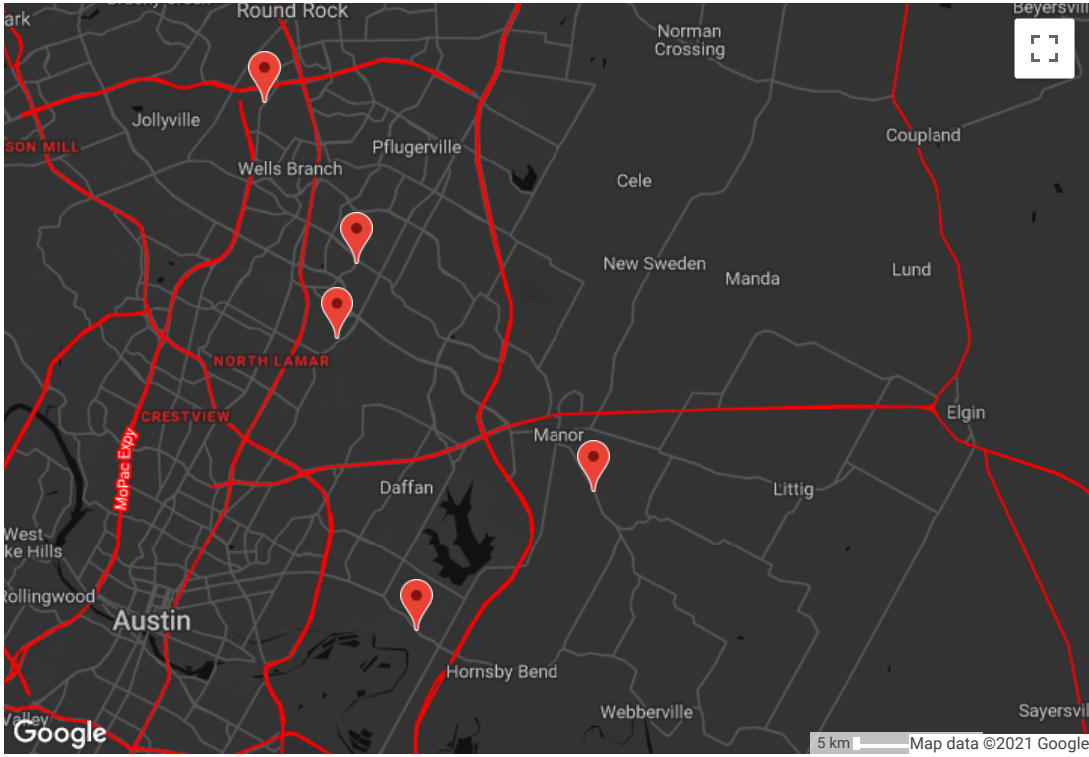 Round Rock
ark
Norman
Crossing
Jollyville
Coupland
SON MILL
Pflugerville
Wells Branch
Cele
New Sweden
Manda
Lund
NORTH LAMAR
CRESTVIEW
Elgin
Manor
MoPac Expy
Daffan
Littig
West
ke Hills
Rollingwood
Austin
Hornsby Bend
Webberville
Sayersvil
Valley
Google
5 km
Map data ©2021 Google